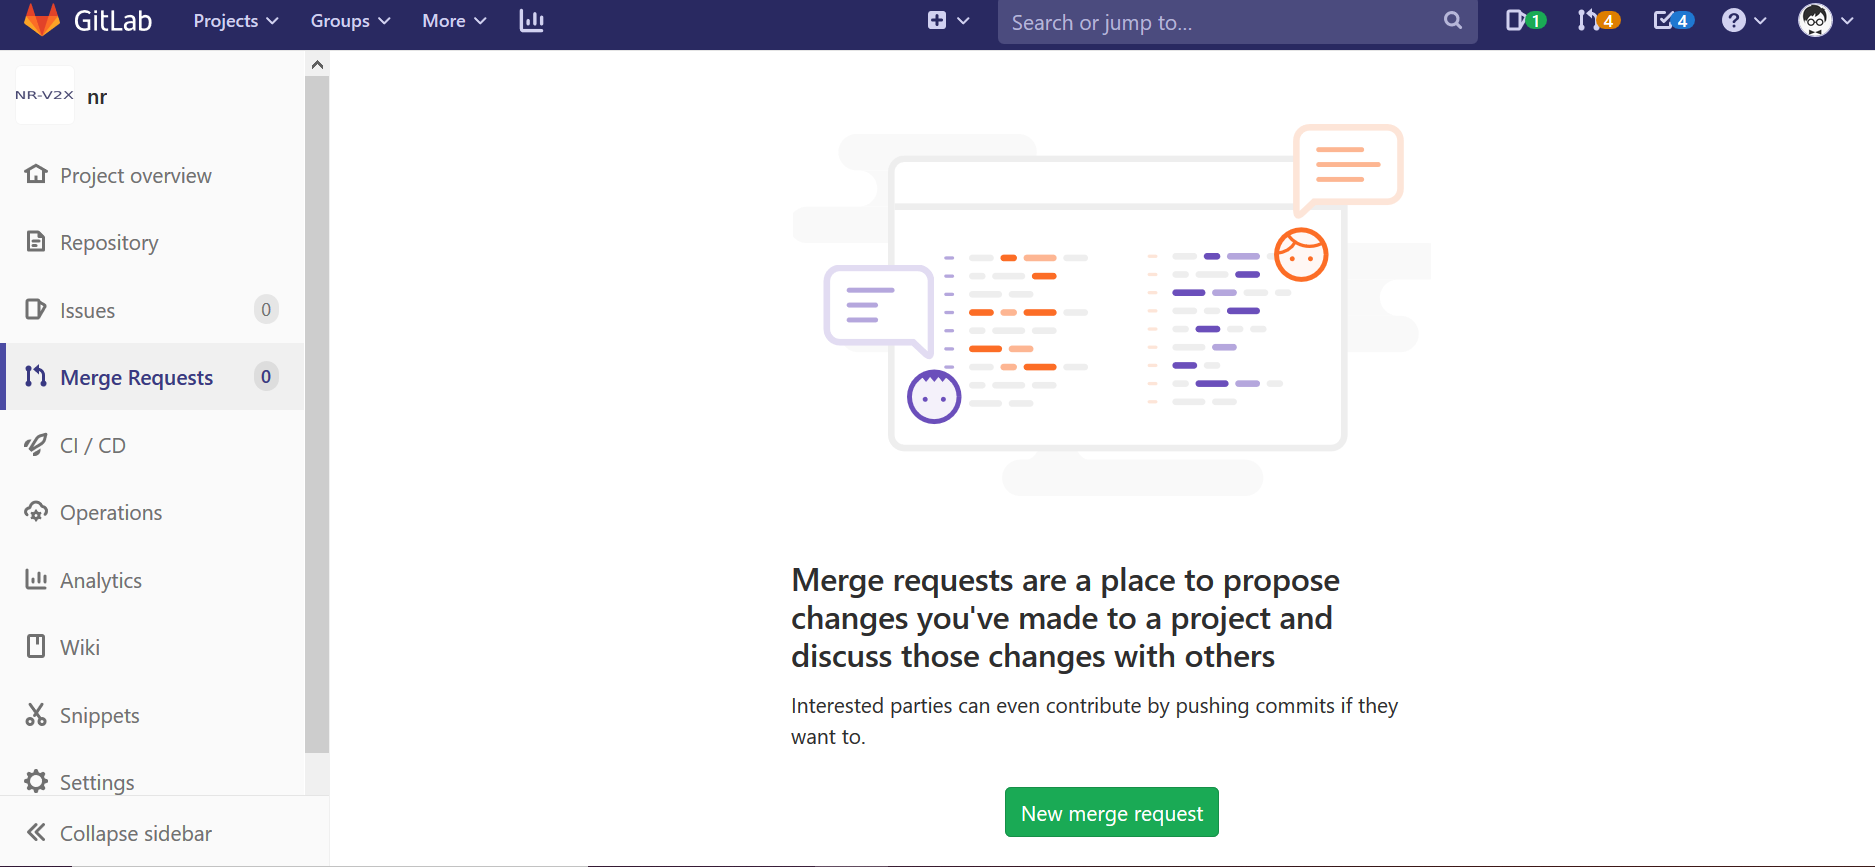 GitLab
Projects
Groups
More
Search or jump to...
1
4
4
NR-V2X
nr
Project overview
Repository
Issues
0
Merge Requests
0
CI / CD
Operations
Analytics
Wiki
Snippets
Settings
Collapse sidebar
Merge requests are a place to propose
changes you've made to a project and
discuss those changes with others
Interested parties can even contribute by pushing commits if they
want to.
New merge request